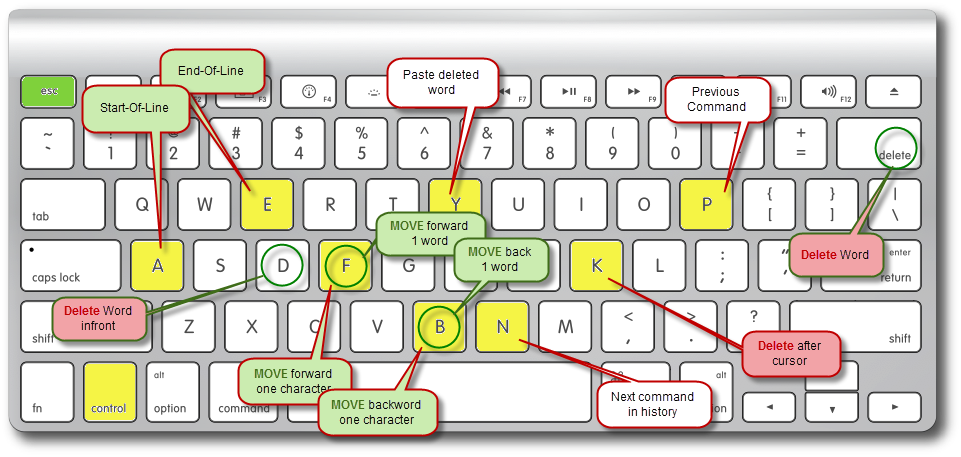 End-Of-Line
Paste deleted
word
Previous
Command
Start-Of-Line
esc
F3
F4
F7
F8
F9
F11
F12
~
`
1
@
2
#
3
$
4
%
5
^
6
&
7
*
8
(
9
)
0
+
=
delete
tab
Q
W
E
R
T
Y
U
I
O
P
{
[
}
]
|
\
MOVE forward
1 word
MOVE back
1 word
Delete Word
caps lock
A
S
D
F
G
K
L
:
;
enter
return
Delete Word
infront
shift
Z
X
C
V
B
N
M
<
,
>
.
?
shift
Delete after
cursor
MOVE forward
one character
MOVE backword
one character
Next command
in history
fn
control
alt
option
command